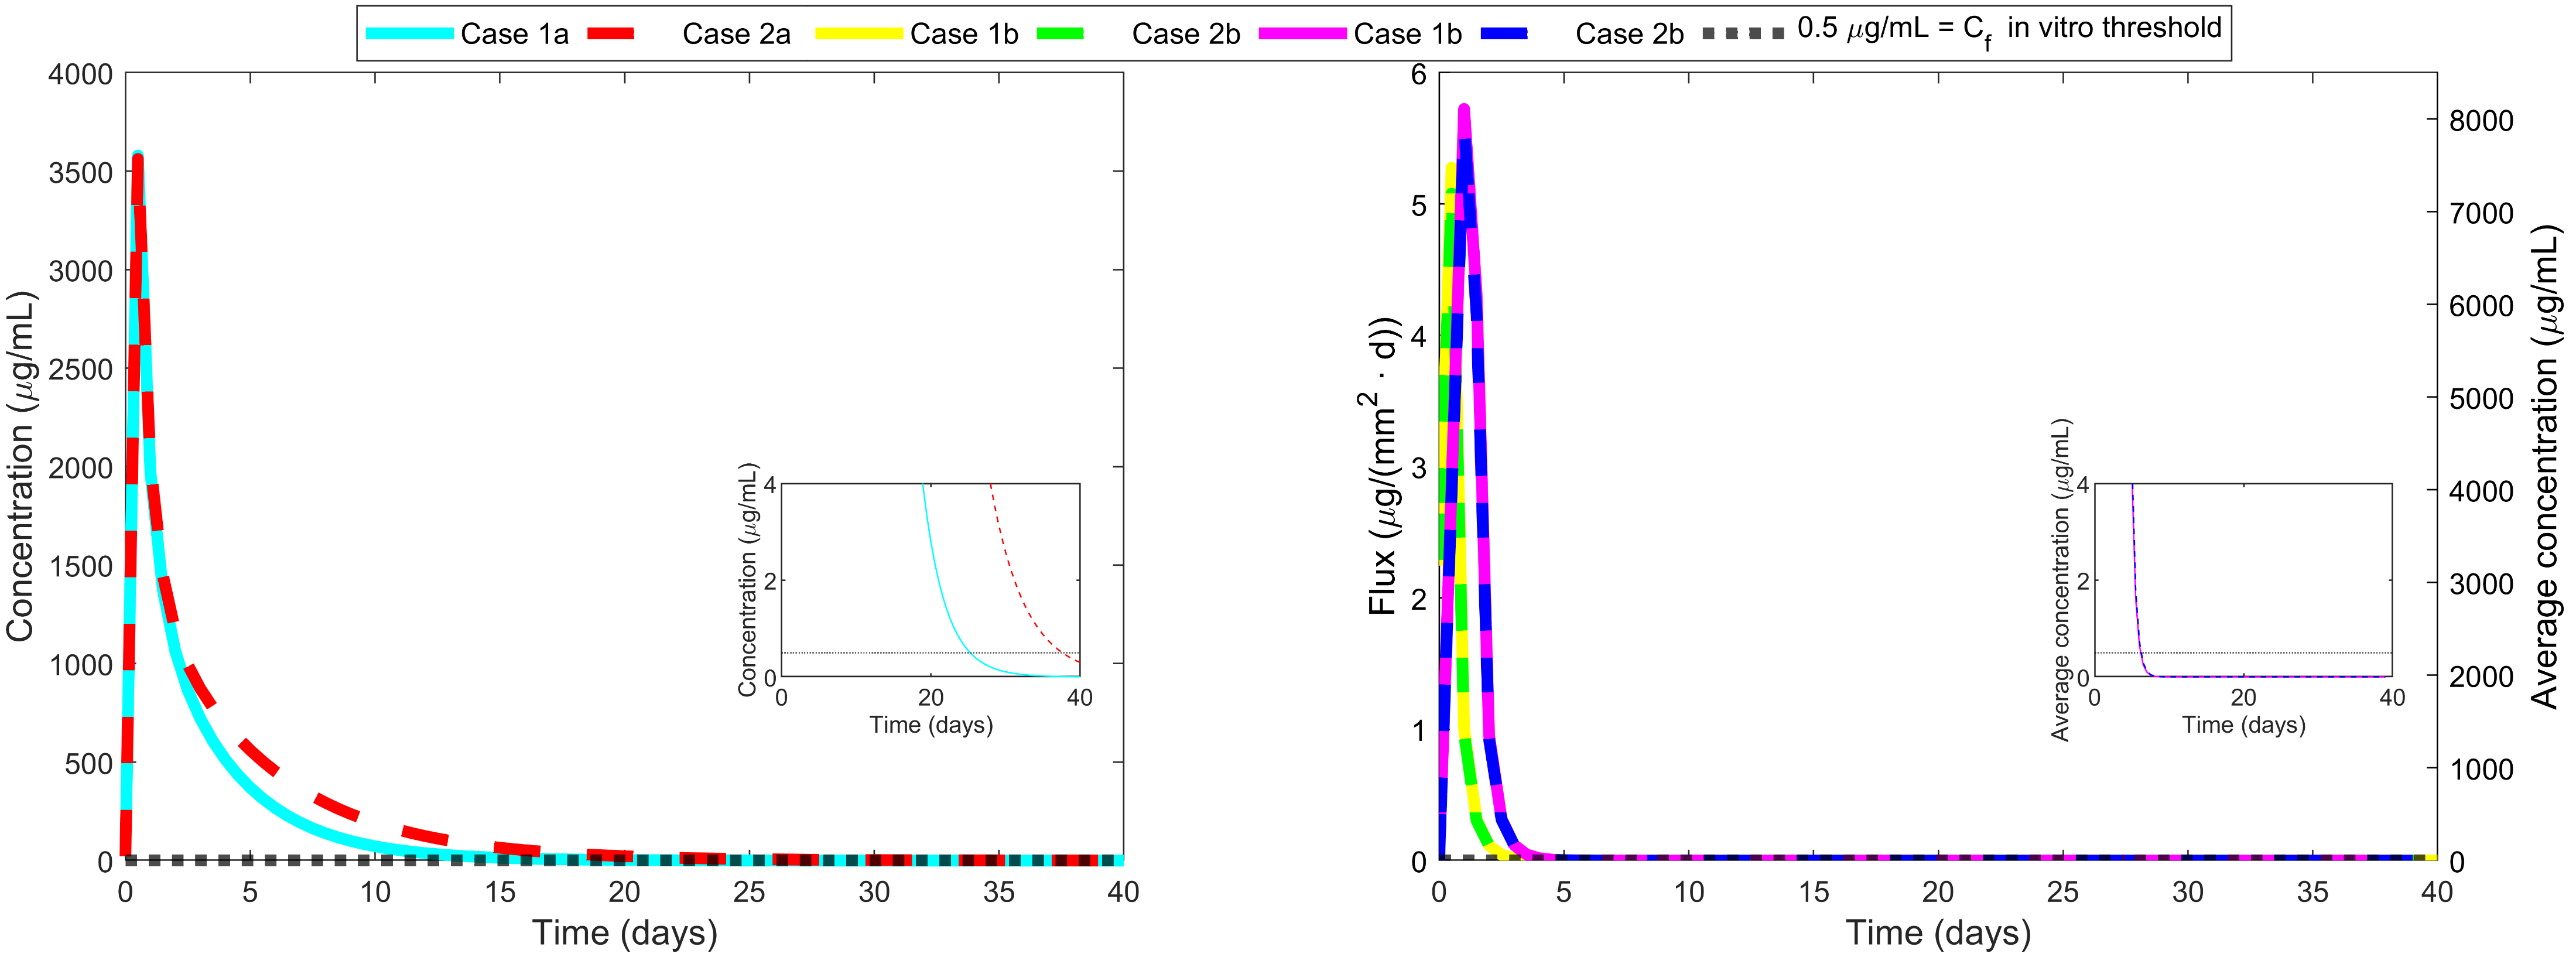 Case 1a Case 2a Case 1b Case 2b Case 1b Case 2b 0.5 μg/mL = Cf in vitro threshold
Concentration (μg/mL)
4000
3500
3000
2500
2000
1500
1000
500
0
0 5 10 15 20 25 30 35 40
Time (days)
Concentration (μg/mL)
4
2
0
0 20 40
Time (days)
Flux (μg/(mm2 · d))
6
5
4
3
2
1
0
0 5 10 15 20 25 30 35 40
Time (days)
Average concentration (μg/mL)
4
2
0
0 20 40
Time (days)
8000
7000
6000
5000
4000
3000
2000
1000
0
Average concentration (μg/mL)